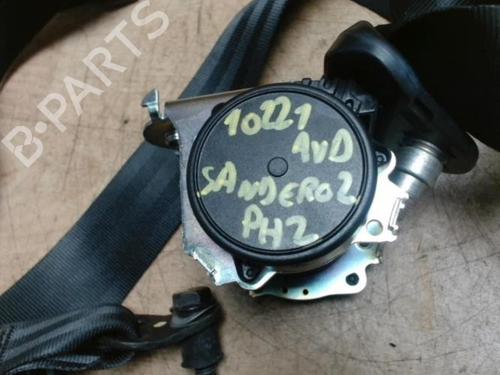 B-PARTS
10221
AVD
SANDERO2
PH2